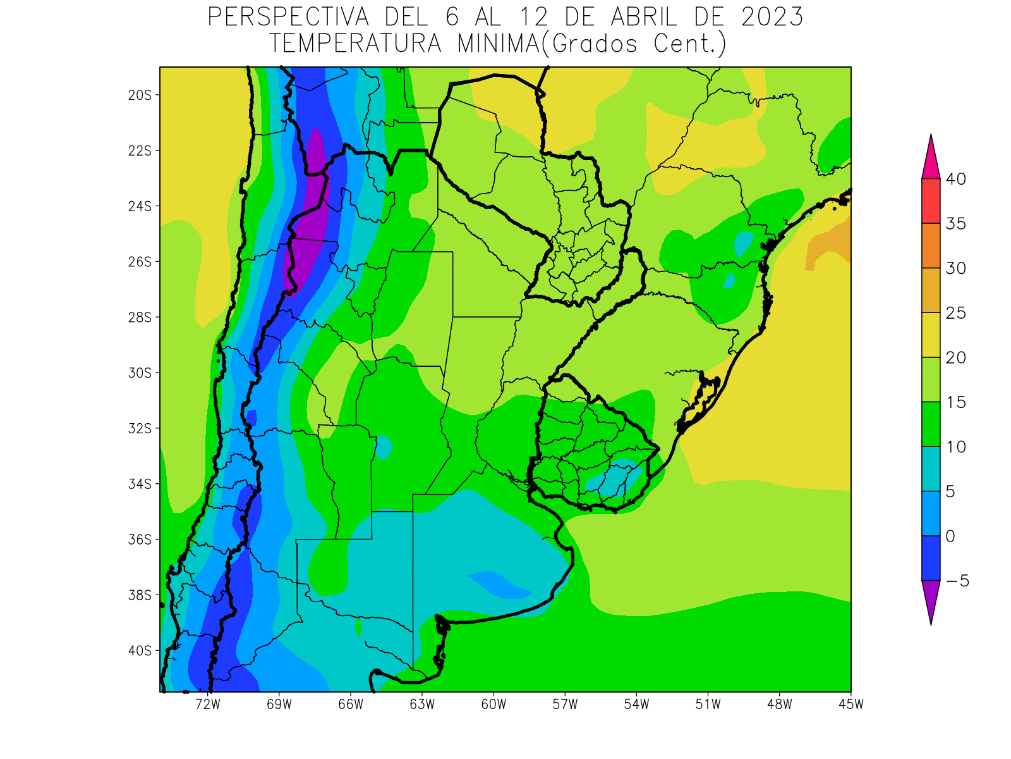 PERSPECTIVA DEL 6 AL 12 DE ABRIL DE 2023
TEMPERATURA MINIMA(Grados Cent.)
20S
22S
24S
26S
28S
30S
32S
34S
36S
38S
40S
72W 69W 66W 63W 60W 57W 54W 51W 48W 45W
40
35
30
25
20
15
10
5
0
−5